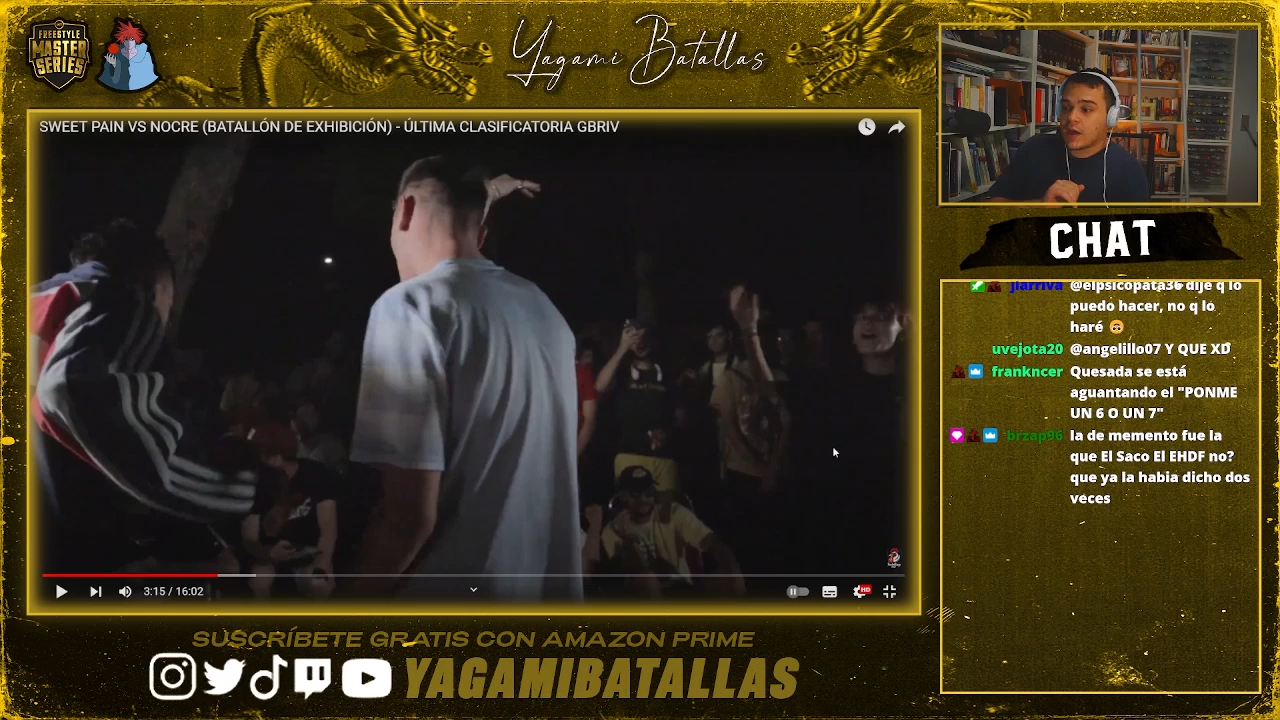 FREESTYLE
MASTER
SERIES
Yagami Batallas
SWEET PAIN VS NOCRE (BATALLÓN DE EXHIBICIÓN) - ÚLTIMA CLASIFICATORIA GBRIV
CHAT
jlarriva @elpsicopata36 dije q lo
puedo hacer, no q lo
haré
uvejota20 @angelillo07 Y QUE XD
frankncer Quesada se está
aguantando el "PONME
UN 6 O UN 7"
brzap96 la de memento fue la
que El Saco El EHDF no?
que ya la habia dicho dos
veces
3:15 / 16:02
HD
SUSCRÍBETE GRATIS CON AMAZON PRIME
YAGAMIBATALLAS